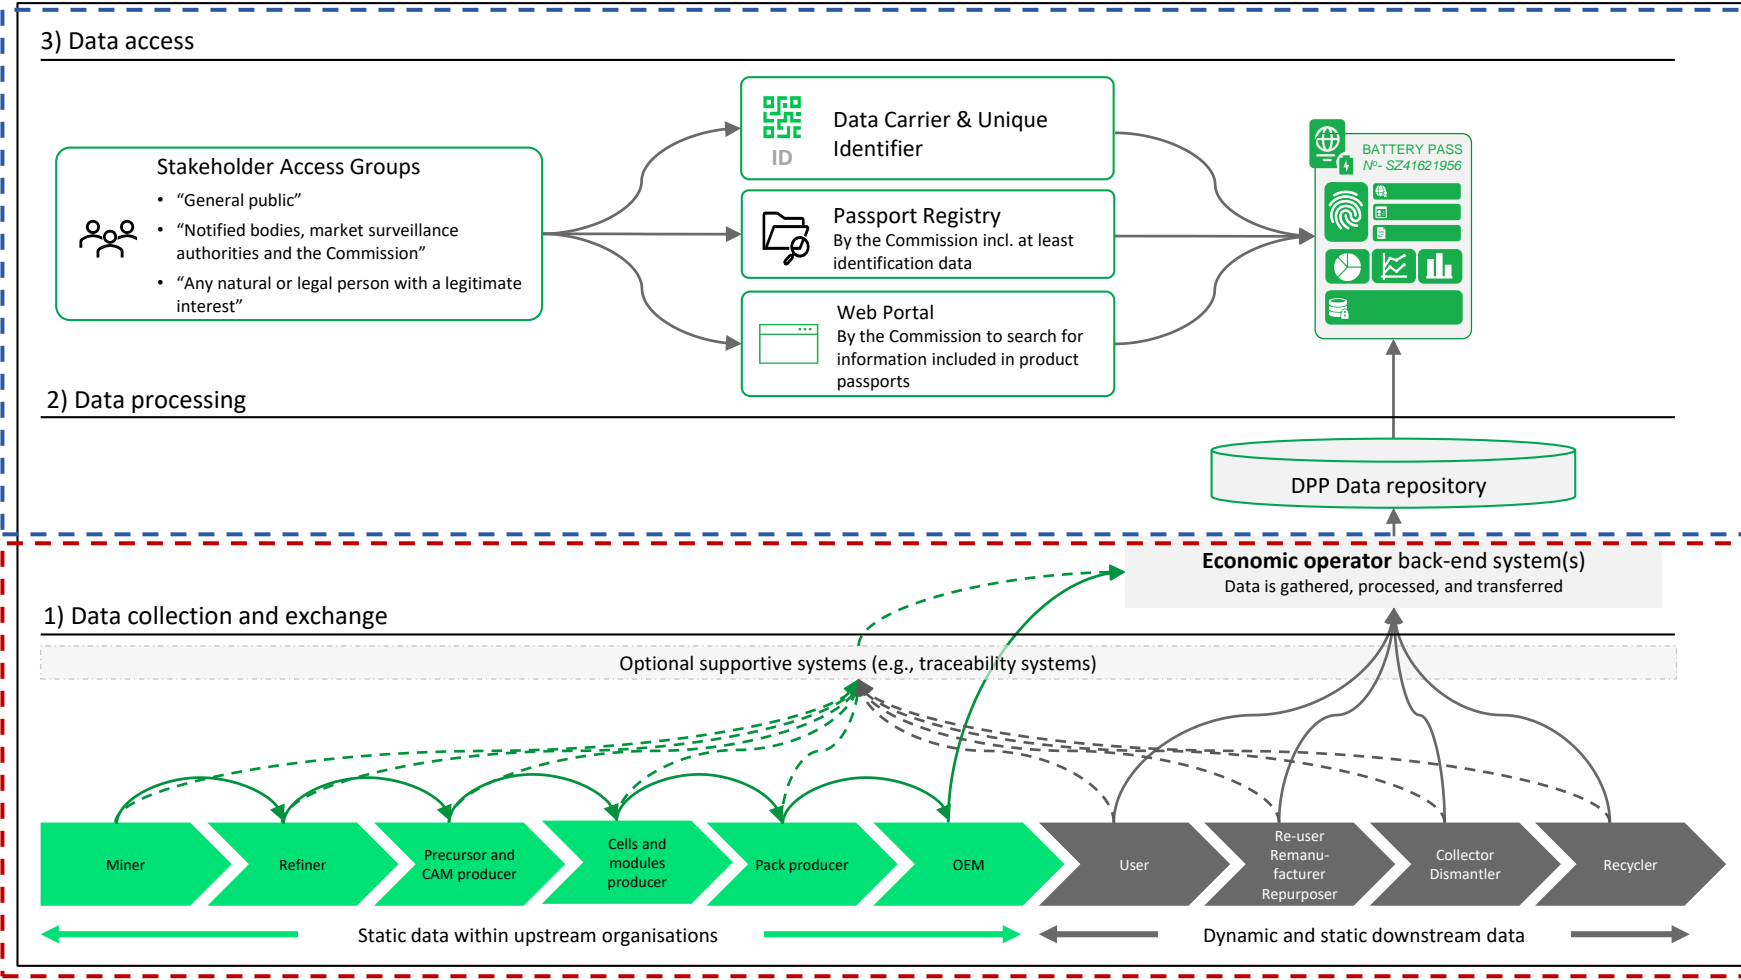 3) Data access
Stakeholder Access Groups
• “General public”
• “Notified bodies, market surveillance
authorities and the Commission”
• “Any natural or legal person with a legitimate
interest”
ID
Data Carrier & Unique
Identifier
Passport Registry
By the Commission incl. at least
identification data
Web Portal
By the Commission to search for
information included in product
passports
BATTERY PASS
Nº- SZ41621956
2) Data processing
DPP Data repository
Economic operator back-end system(s)
Data is gathered, processed, and transferred
1) Data collection and exchange
Optional supportive systems (e.g., traceability systems)
Miner
Refiner
Precursor and
CAM producer
Cells and
modules
producer
Pack producer
OEM
User
Re-user
Remanu-
facturer
Repurposer
Collector
Dismantler
Recycler
Static data within upstream organisations
Dynamic and static downstream data